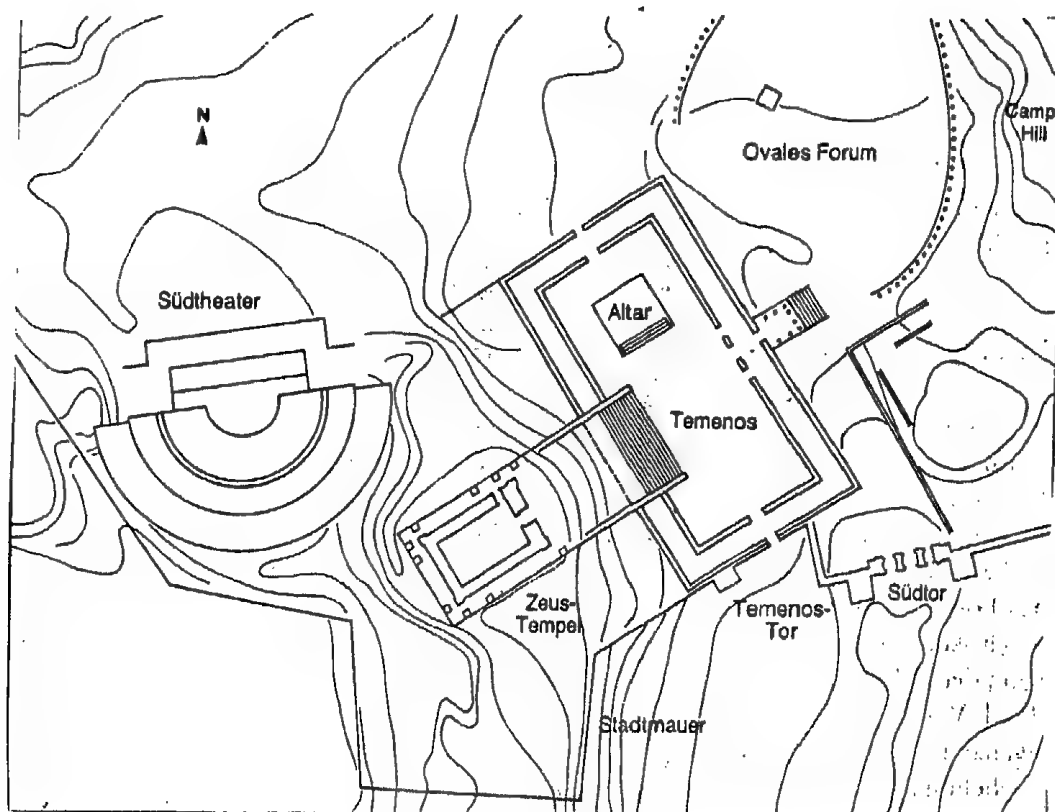 N
Camp
Hill
Ovales Forum
Südtheater
Altar
Temenos
Zeus-
Tempel
Temenos-
Tor
Südtor
Stadtmauer